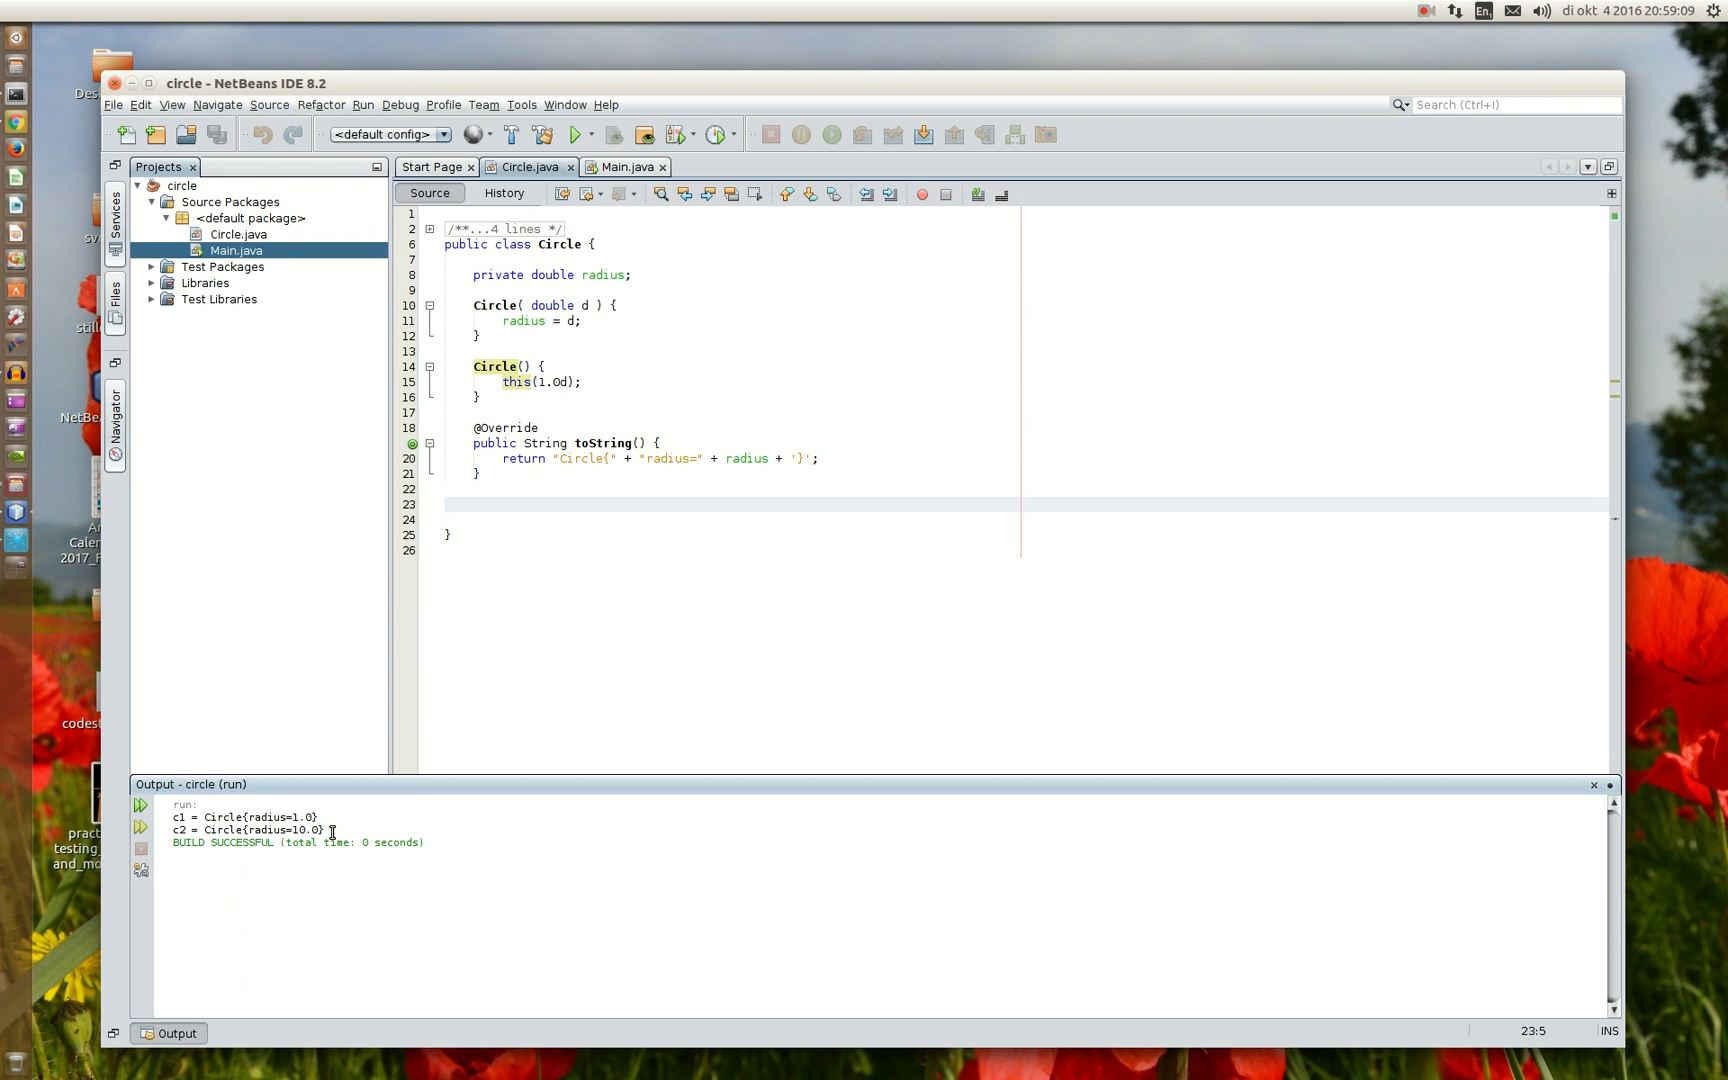 En
di okt 4 2016 20:59:09
circle - NetBeans IDE 8.2
File Edit View Navigate Source Refactor Run Debug Profile Team Tools Window Help
Search (Ctrl+I)
<default config>
Projects
Start Page
Circle.java
Main.java
Source
History
Services
Files
Navigator
circle
Source Packages
<default package>
Circle.java
Main.java
Test Packages
Libraries
Test Libraries
1
2 /**...4 lines */
6 public class Circle {
7
8 private double radius;
9
10 Circle( double d ) {
11 radius = d;
12 }
13
14 Circle() {
15 this(1.0d);
16 }
17
18 @Override
public String toString() {
20 return "Circle{" + "radius=" + radius + '}';
21 }
22
23
24
25 }
26
Output - circle (run)
run:
c1 = Circle{radius=1.0}
c2 = Circle{radius=10.0}
BUILD SUCCESSFUL (total time: 0 seconds)
Output
23:5
INS
Des
sv
still
NetBe
Ar
Caler
2017_F
codest
pract
testing_
and_mo